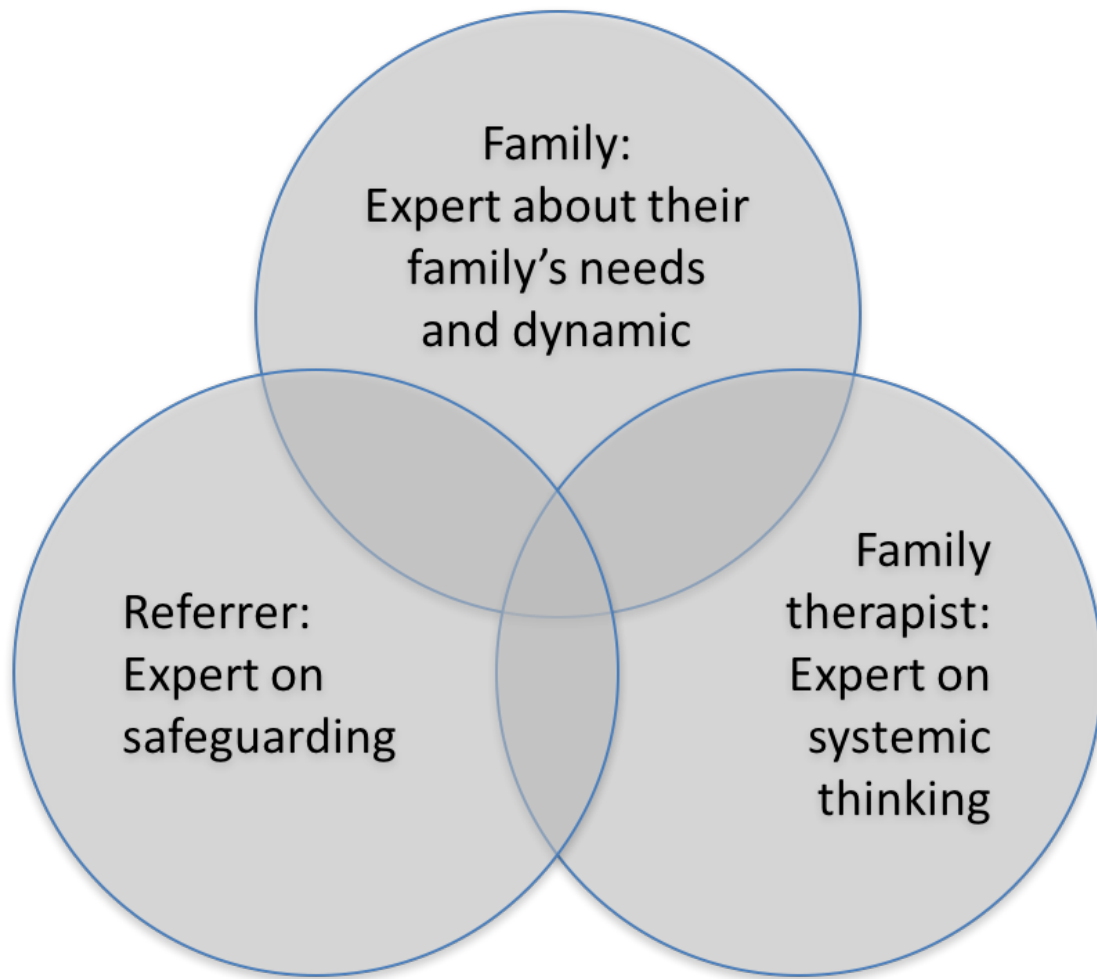 Family:
Expert about their
family’s needs
and dynamic
Referrer:
Expert on
safeguarding
Family
therapist:
Expert on
systemic
thinking